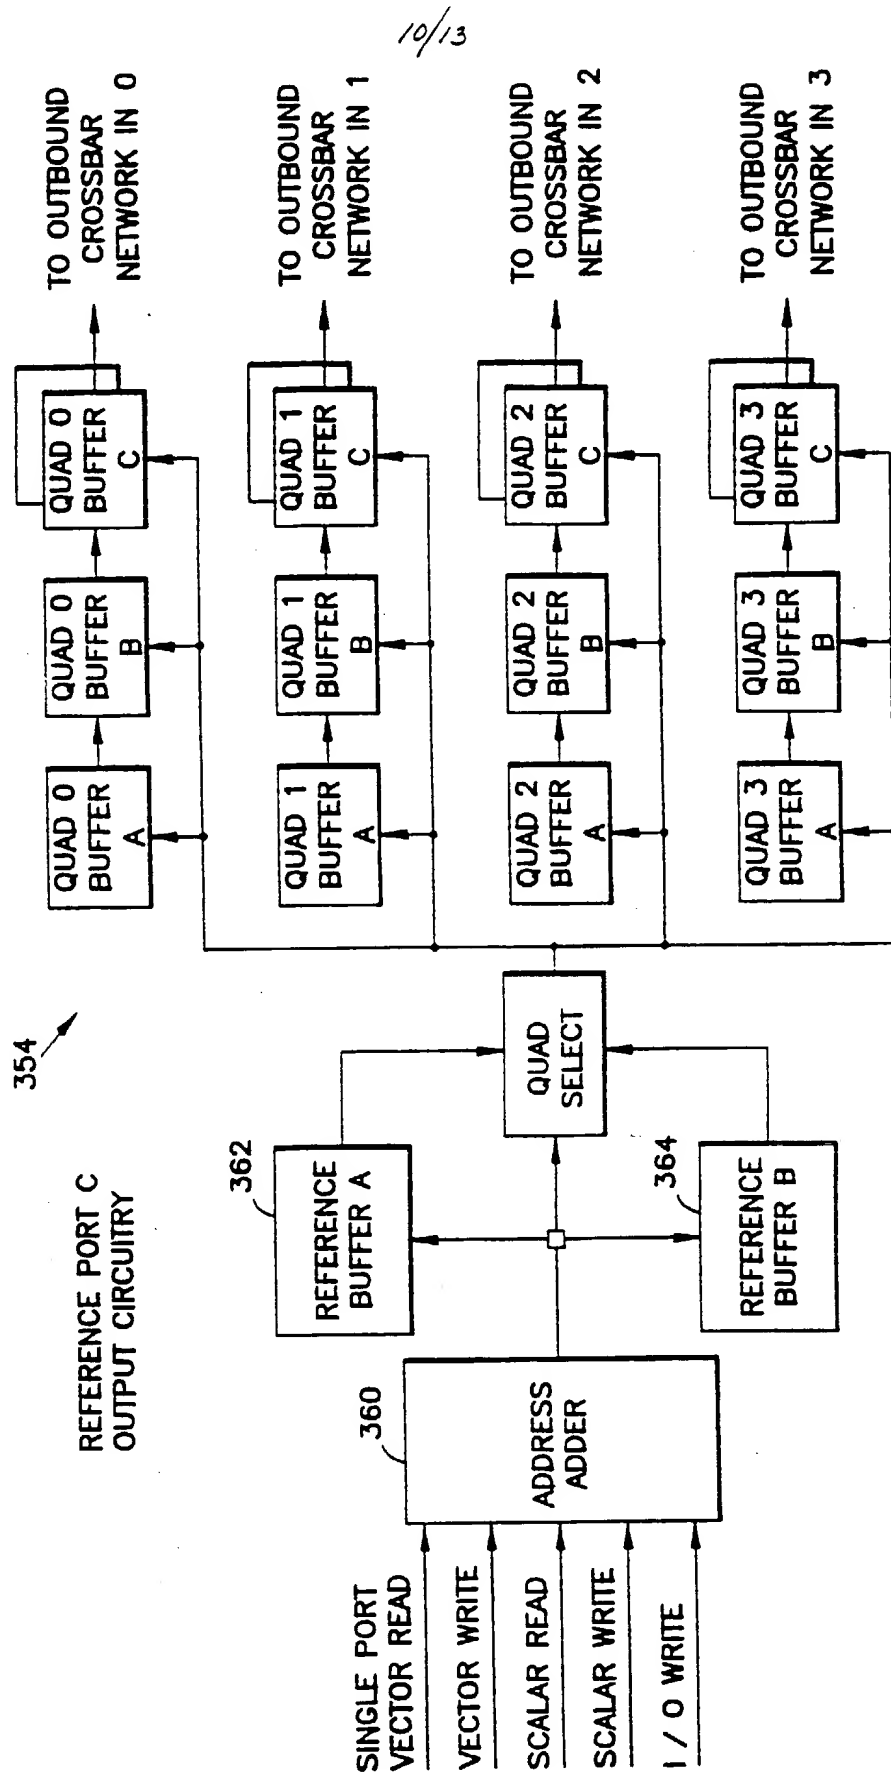 10/13
REFERENCE PORT C
OUTPUT CIRCUITRY
354
SINGLE PORT
VECTOR READ
VECTOR WRITE
SCALAR READ
SCALAR WRITE
I / O WRITE
360
ADDRESS
ADDER
362
REFERENCE
BUFFER A
364
REFERENCE
BUFFER B
QUAD
SELECT
QUAD 0
BUFFER
A
QUAD 0
BUFFER
B
QUAD 0
BUFFER
C
TO OUTBOUND
CROSSBAR
NETWORK IN 0
QUAD 1
BUFFER
A
QUAD 1
BUFFER
B
QUAD 1
BUFFER
C
TO OUTBOUND
CROSSBAR
NETWORK IN 1
QUAD 2
BUFFER
A
QUAD 2
BUFFER
B
QUAD 2
BUFFER
C
TO OUTBOUND
CROSSBAR
NETWORK IN 2
QUAD 3
BUFFER
A
QUAD 3
BUFFER
B
QUAD 3
BUFFER
C
TO OUTBOUND
CROSSBAR
NETWORK IN 3